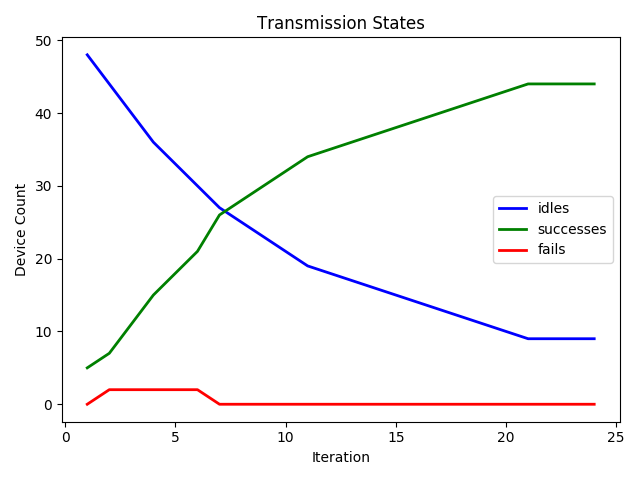 Transmission States
50
40
30
20
10
0
Device Count
idles
successes
fails
0 5 10 15 20 25
Iteration